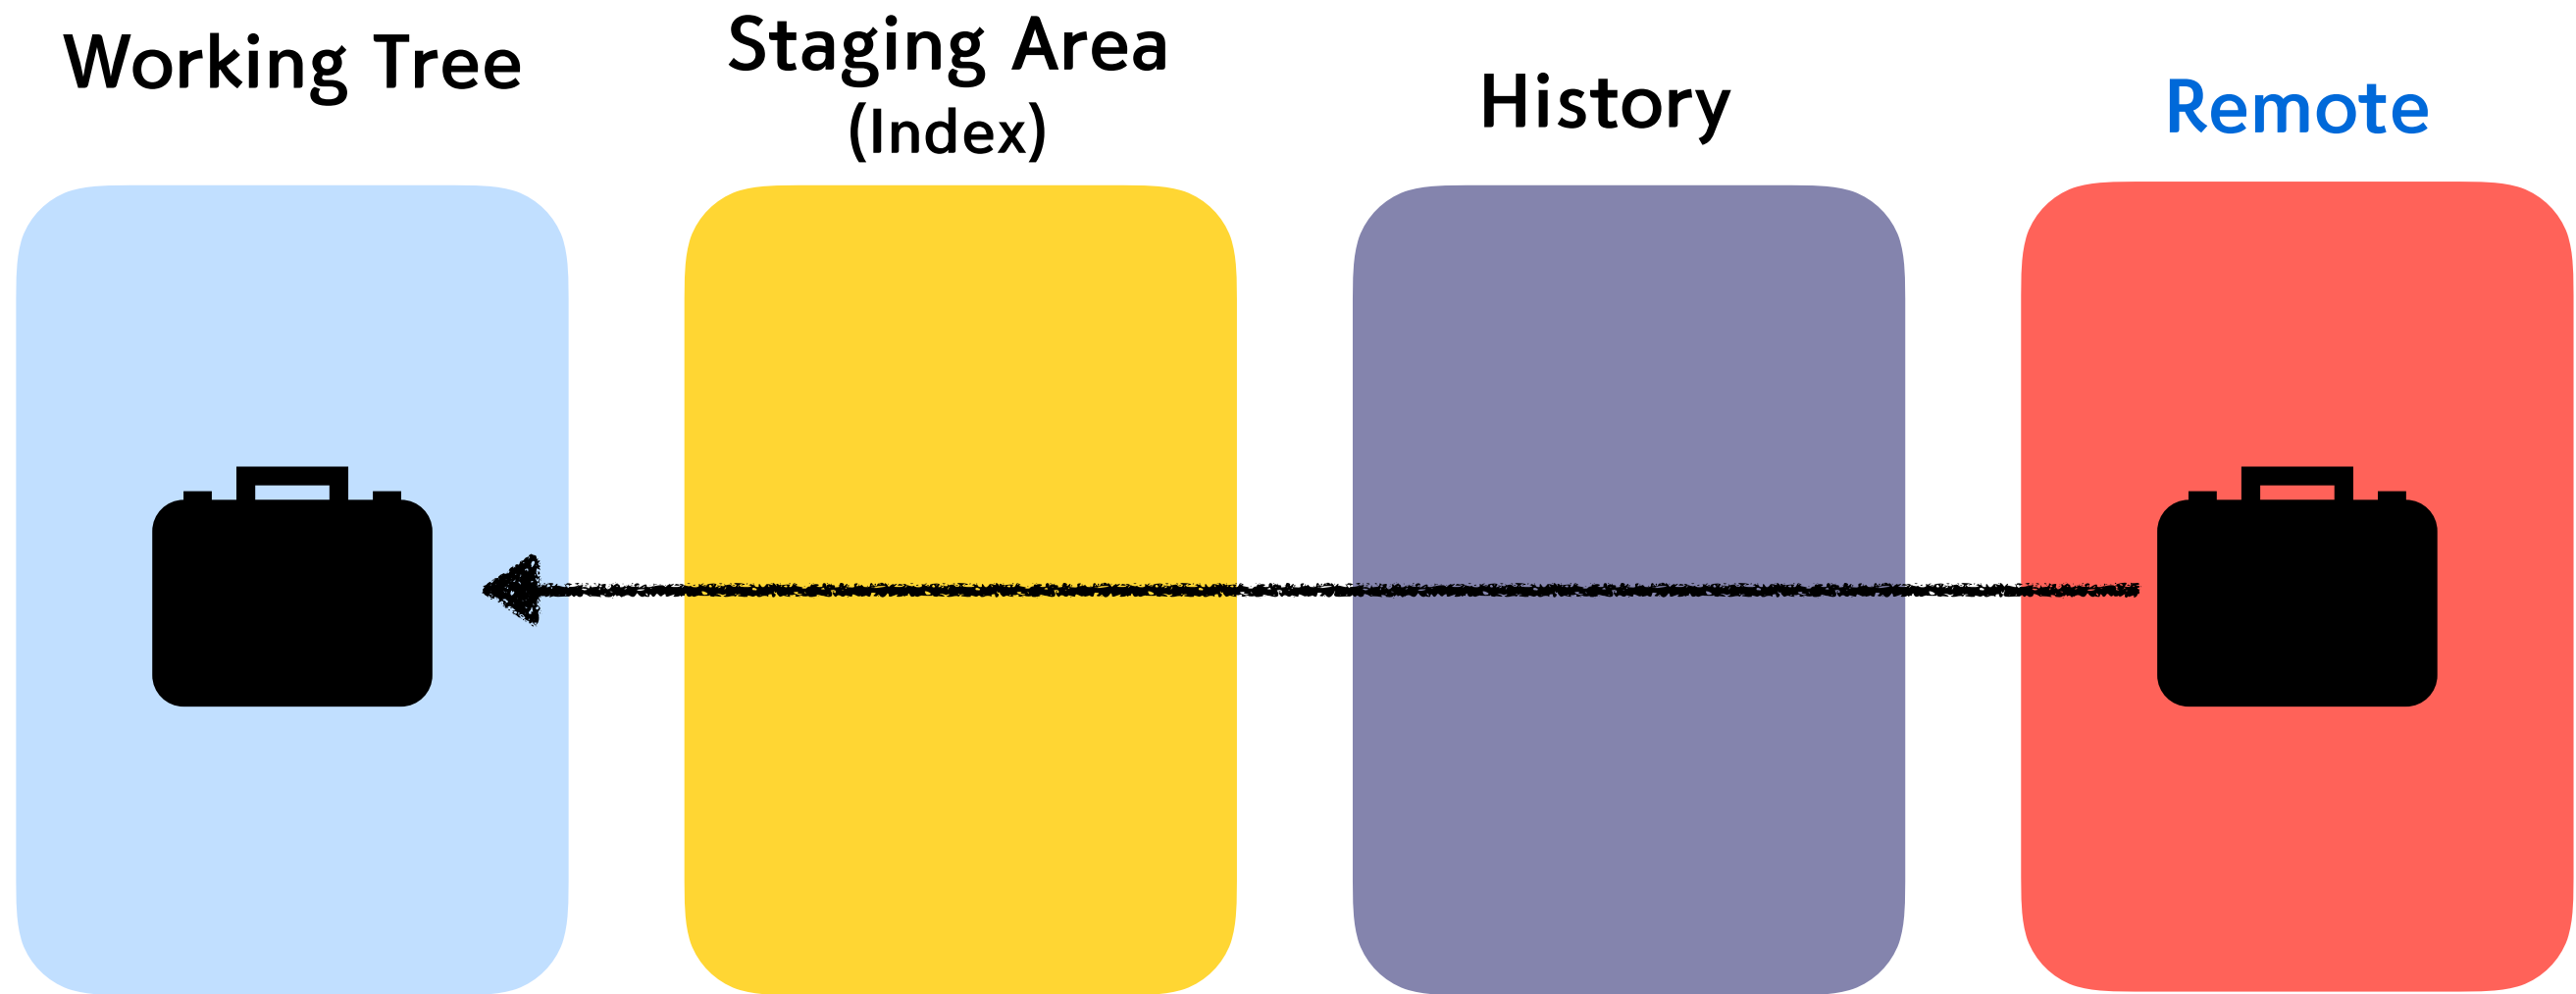 Working Tree
Staging Area
(Index)
History
Remote